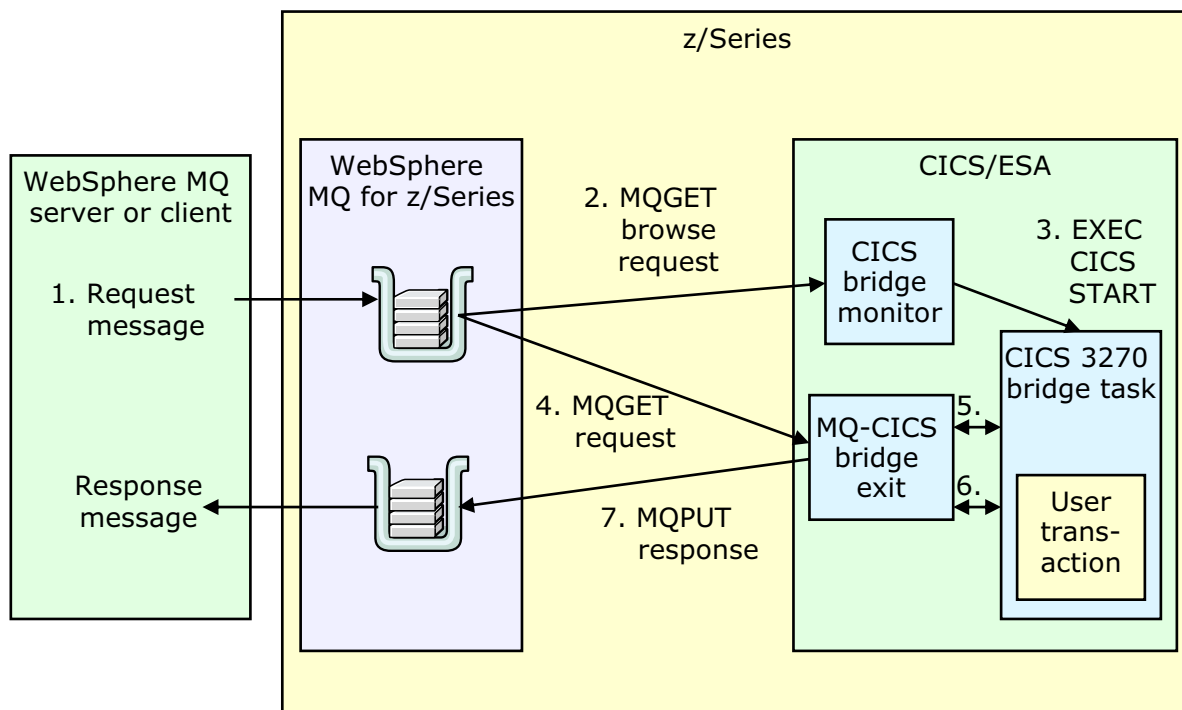 z/Series
WebSphere MQ
server or client
1. Request
message
Response
message
WebSphere
MQ for z/Series
2. MQGET
browse
request
4. MQGET
request
7. MQPUT
response
CICS/ESA
CICS
bridge
monitor
3. EXEC
CICS
START
CICS 3270
bridge task
MQ-CICS
bridge
exit
5.
6.
User
trans-
action